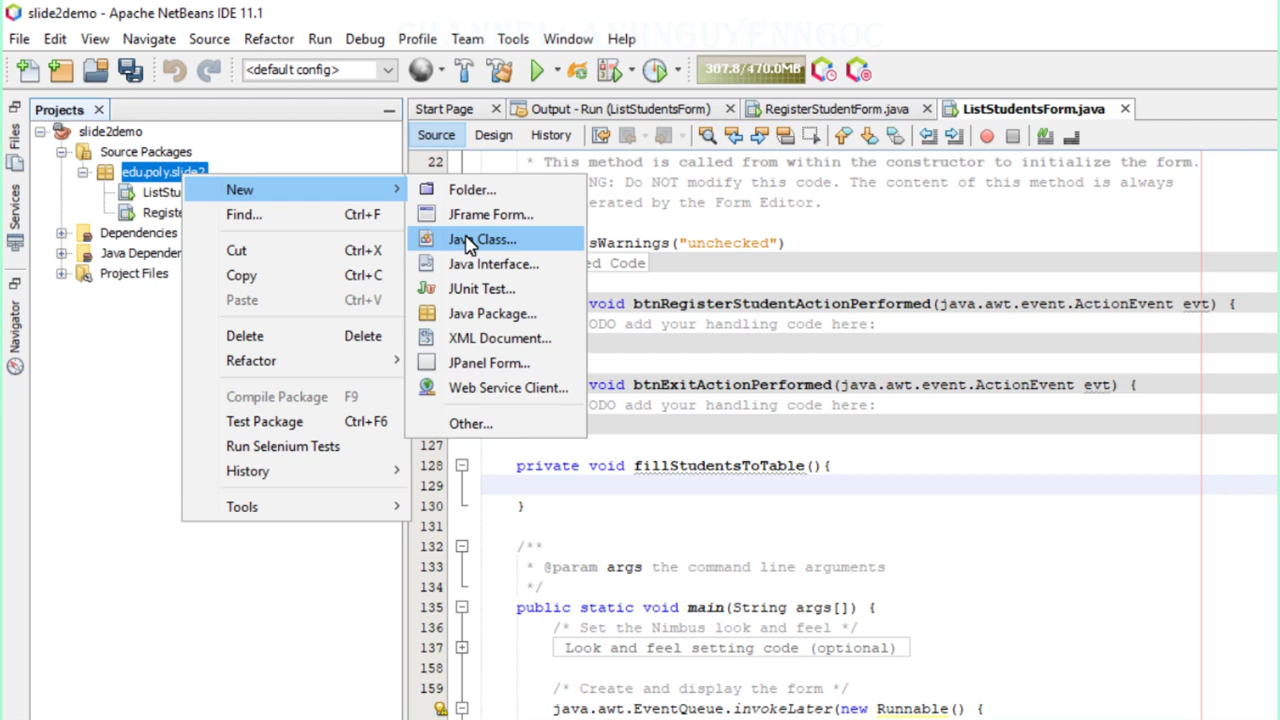 slide2demo - Apache NetBeans IDE 11.1
CHANNEL: ANHNGUYENNGOC
File Edit View Navigate Source Refactor Run Debug Profile Team Tools Window Help
<default config> 307.8/470.0MB
Projects
Start Page Output - Run (ListStudentsForm) RegisterStudentForm.java ListStudentsForm.java
Source Design History
Files
Services
Navigator
slide2demo
Source Packages
edu.poly.slide2
ListStu
Registe
Dependencies
Java Depender
Project Files
New
Find... Ctrl+F
Cut Ctrl+X
Copy Ctrl+C
Paste Ctrl+V
Delete Delete
Refactor
Compile Package F9
Test Package Ctrl+F6
Run Selenium Tests
History
Tools
Folder...
JFrame Form...
Java Class...
Java Interface...
JUnit Test...
Java Package...
XML Document...
JPanel Form...
Web Service Client...
Other...
22 * This method is called from within the constructor to initialize the form.
NG: Do NOT modify this code. The content of this method is always
erated by the Form Editor.
sWarnings("unchecked")
ed Code
void btnRegisterStudentActionPerformed(java.awt.event.ActionEvent evt) {
ODO add your handling code here:
void btnExitActionPerformed(java.awt.event.ActionEvent evt) {
ODO add your handling code here:
127
128 private void fillStudentsToTable(){
129
130 }
131
132 /**
133 * @param args the command line arguments
134 */
135 public static void main(String args[]) {
136 /* Set the Nimbus look and feel */
137 Look and feel setting code (optional)
158
159 /* Create and display the form */
java.awt.EventQueue.invokeLater(new Runnable() {